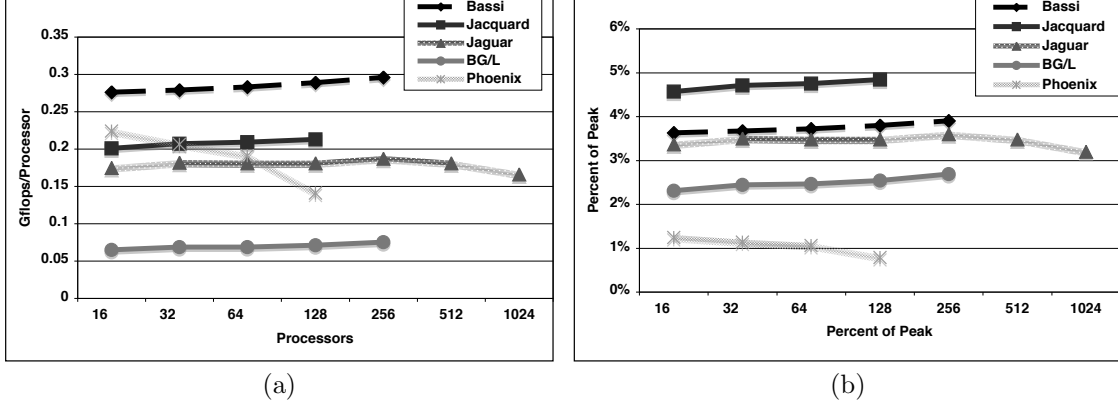 Bassi
Jacquard
Jaguar
BG/L
Phoenix
0.35
0.3
0.25
0.2
0.15
0.1
0.05
0
Gflops/Processor
16 32 64 128 256 512 1024
Processors
(a)
Bassi
Jacquard
Jaguar
BG/L
Phoenix
6%
5%
4%
3%
2%
1%
0%
Percent of Peak
16 32 64 128 256 512 1024
Percent of Peak
(b)